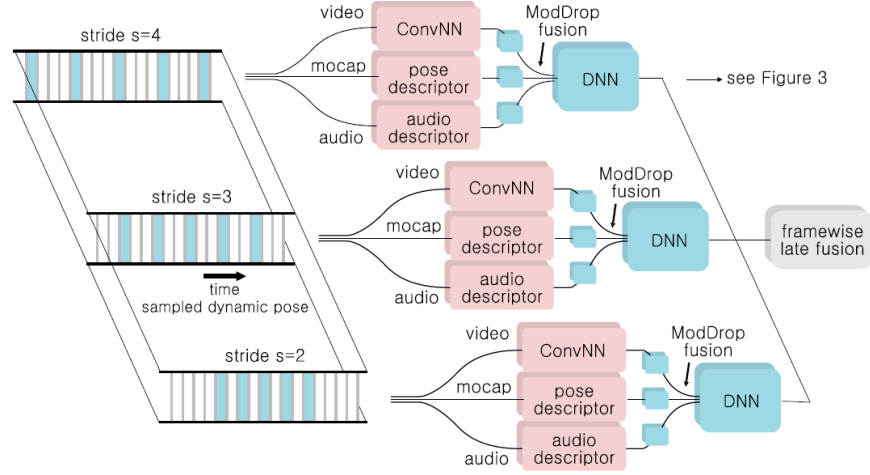 stride s=4
video
ConvNN
ModDrop
fusion
mocap
pose
descriptor
DNN
see Figure 3
audio
descriptor
audio
stride s=3
video
ConvNN
ModDrop
fusion
mocap
pose
descriptor
DNN
framewise
late fusion
time
sampled dynamic pose
audio
descriptor
audio
stride s=2
video
ConvNN
ModDrop
fusion
mocap
pose
descriptor
DNN
audio
descriptor
audio